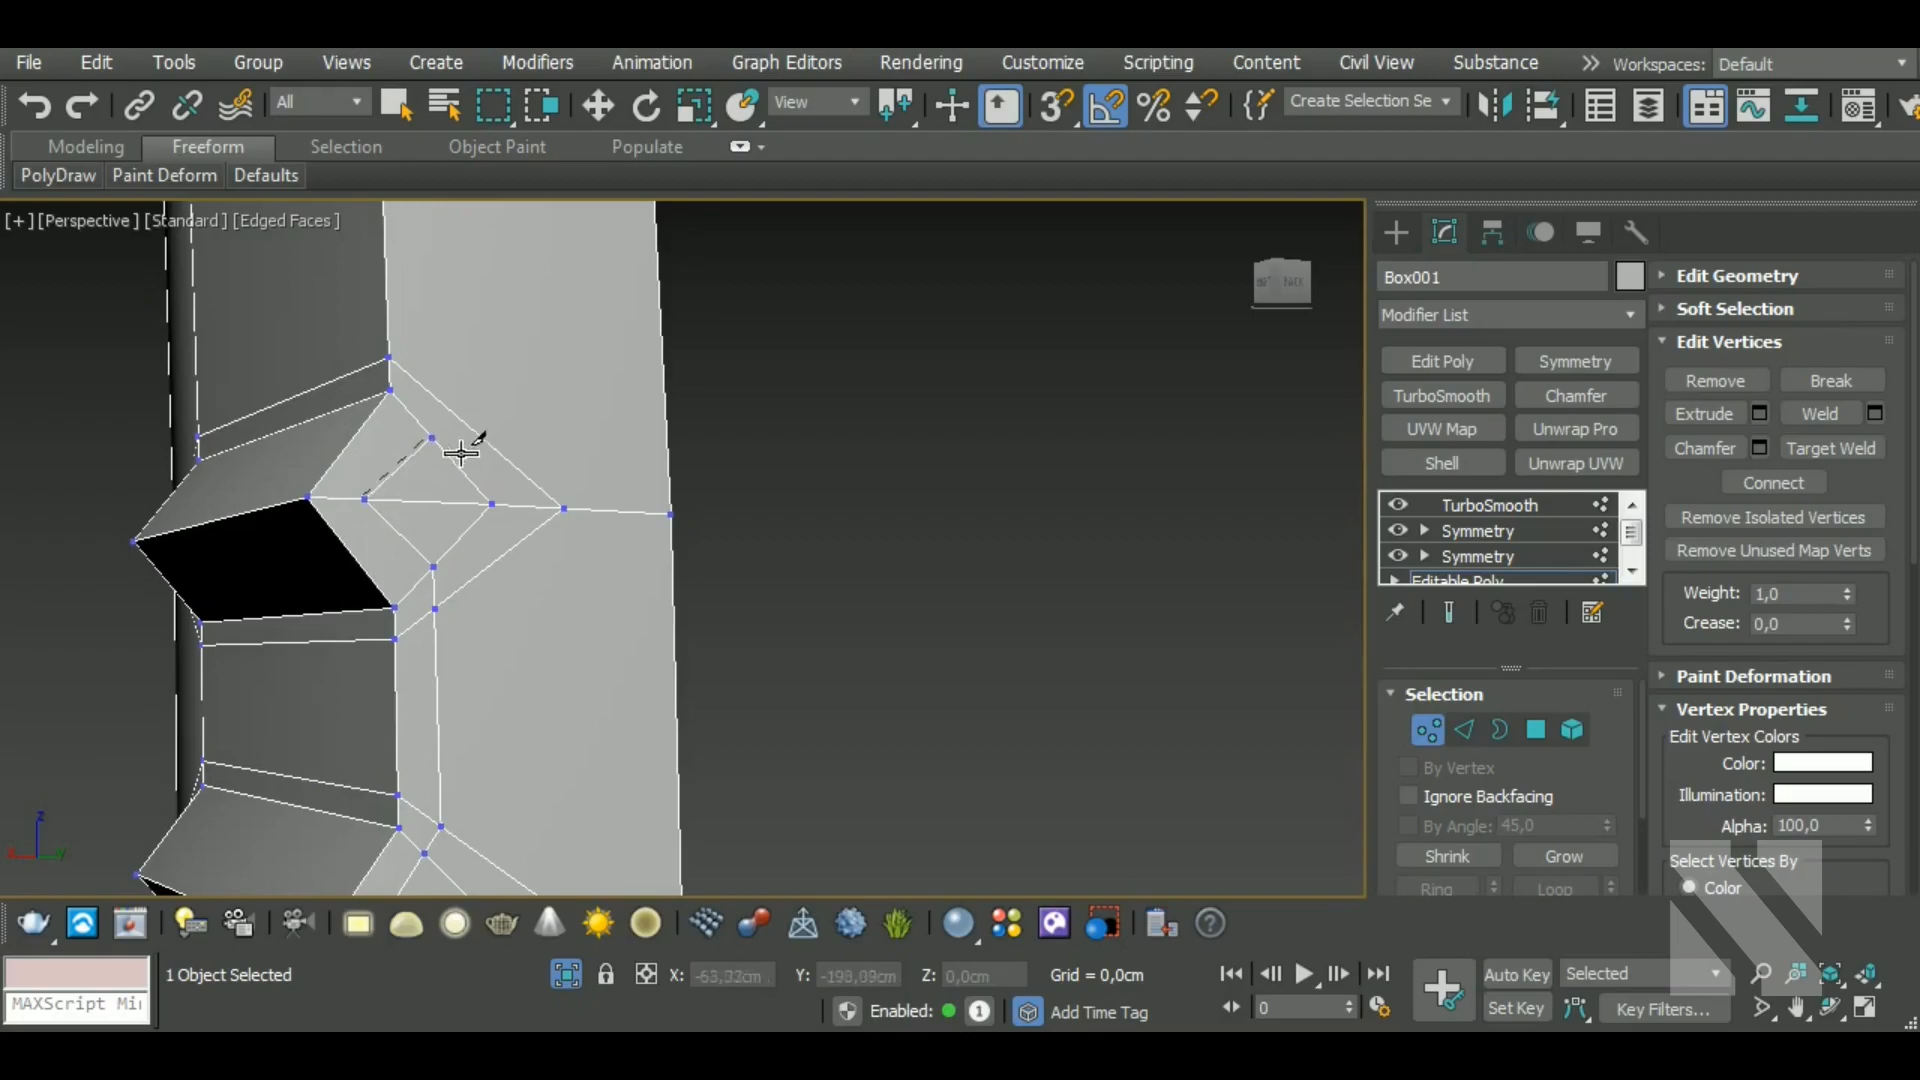 File Edit Tools Group Views Create Modifiers Animation Graph Editors Rendering Customize Scripting Content Civil View Substance Workspaces: Default
All View 3 Create Selection Se
Modeling Freeform Selection Object Paint Populate
PolyDraw Paint Deform Defaults
[+] [Perspective] [Standard] [Edged Faces]
Box001
Modifier List
Edit Poly Symmetry
TurboSmooth Chamfer
UVW Map Unwrap Pro
Shell Unwrap UVW
TurboSmooth
Symmetry
Symmetry
Editable Poly
Selection
By Vertex
Ignore Backfacing
By Angle: 45,0
Shrink Grow
Ring Loop
Edit Geometry
Soft Selection
Edit Vertices
Remove Break
Extrude Weld
Chamfer Target Weld
Connect
Remove Isolated Vertices
Remove Unused Map Verts
Weight: 1,0
Crease: 0,0
Paint Deformation
Vertex Properties
Edit Vertex Colors
Color:
Illumination:
Alpha: 100,0
Select Vertices By
Color
z
1 Object Selected X: Y: Z: 0,0cm Grid = 0,0cm Auto Key Selected
MAXScript Mi Enabled: 1 Add Time Tag 0 Set Key Key Filters...